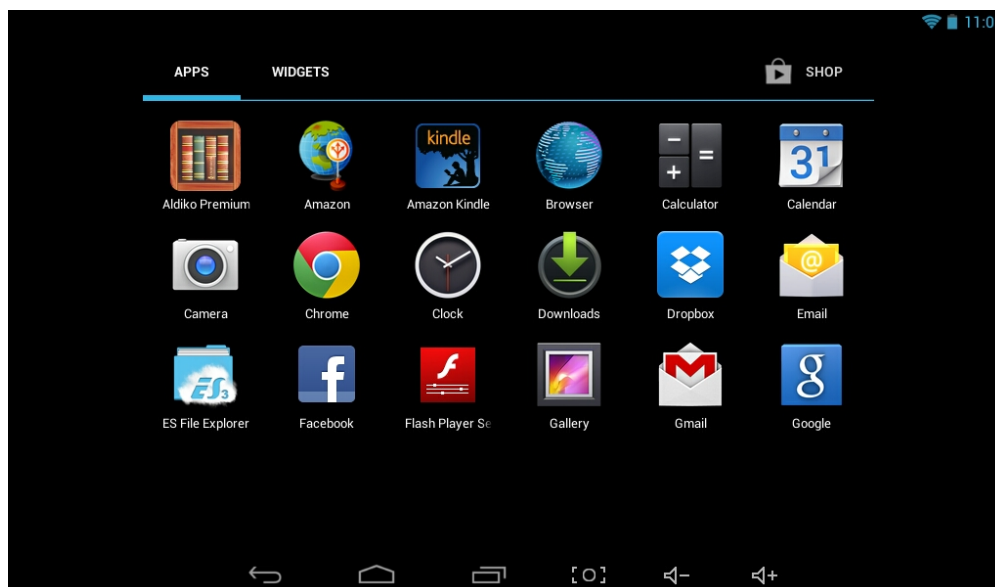 11:0
APPS WIDGETS SHOP
kindle
31
Aldiko Premium Amazon Amazon Kindle Browser Calculator Calendar
@
Camera Chrome Clock Downloads Dropbox Email
ES3 f f M g
ES File Explorer Facebook Flash Player Se Gallery Gmail Google